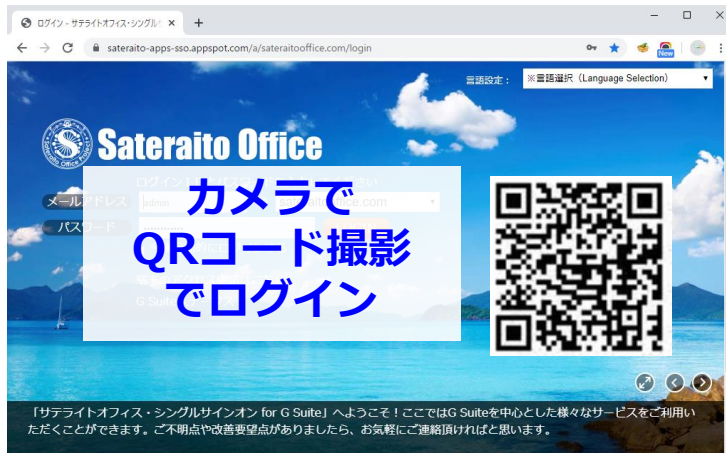 ログイン - サテライトオフィス・シングル
sateraito-apps-sso.appspot.com/a/sateraitooffice.com/login
New
言語設定：
※言語選択（Language Selection）
Sateraito Office
メールアドレス
admin
sateraitooffice.com
パスワード
カメラで
QRコード撮影
でログイン
G Suite
「サテライトオフィス・シングルサインオン for G Suite」へようこそ！ここではG Suiteを中心とした様々なサービスをご利用い
ただくことができます。ご不明点や改善要望点がありましたら、お気軽にご連絡頂ければと思います。